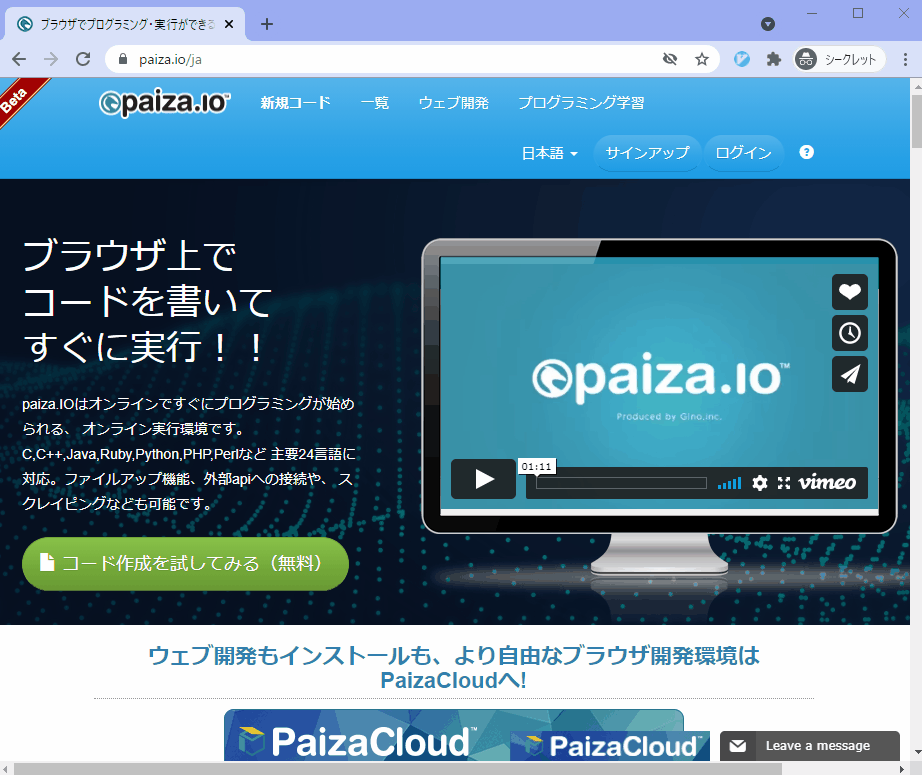 ブラウザでプログラミング・実行ができる
paiza.io/ja
シークレット
Beta
paiza.IO™
新規コード 一覧 ウェブ開発 プログラミング学習
日本語 サインアップ ログイン ?
ブラウザ上で
コードを書いて
すぐに実行！！
paiza.IOはオンラインですぐにプログラミングが始め
られる、 オンライン実行環境です。
C,C++,Java,Ruby,Python,PHP,Perlなど 主要24言語に
対応。ファイルアップ機能、外部apiへの接続や、 ス
クレイピングなども可能です。
コード作成を試してみる（無料）
paiza.IO™
Produced by Gino,inc.
01:11
vimeo
ウェブ開発もインストールも、より自由なブラウザ開発環境は
PaizaCloudへ!
PaizaCloud™
PaizaCloud™
Leave a message